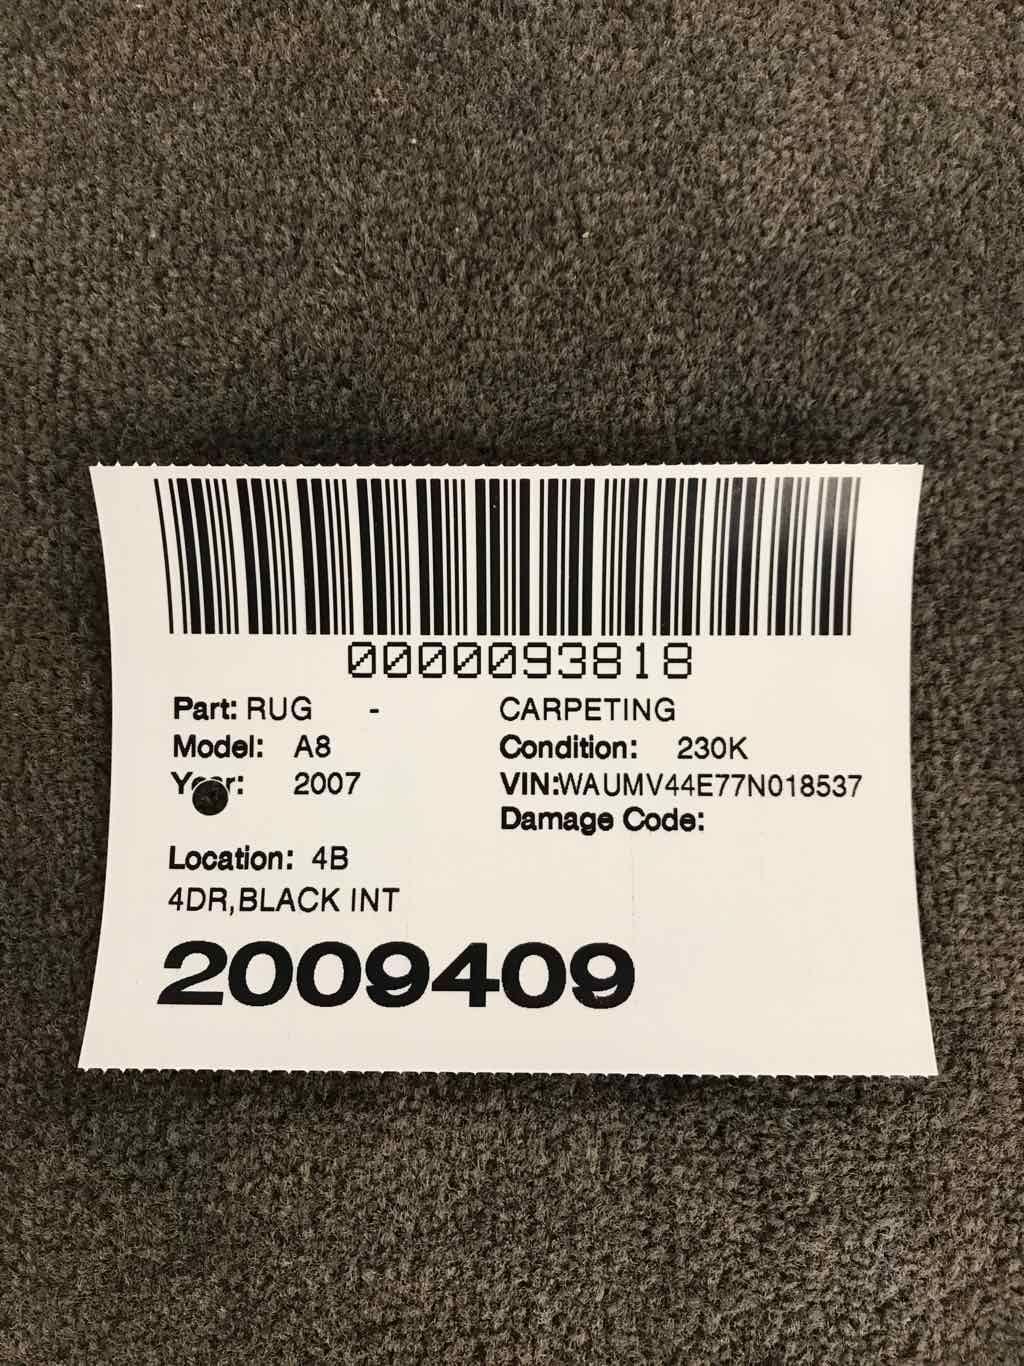 0000093818
Part: RUG - CARPETING
Model: A8 Condition: 230K
Year: 2007 VIN:WAUMV44E77N018537
Damage Code:
Location: 4B
4DR,BLACK INT
2009409